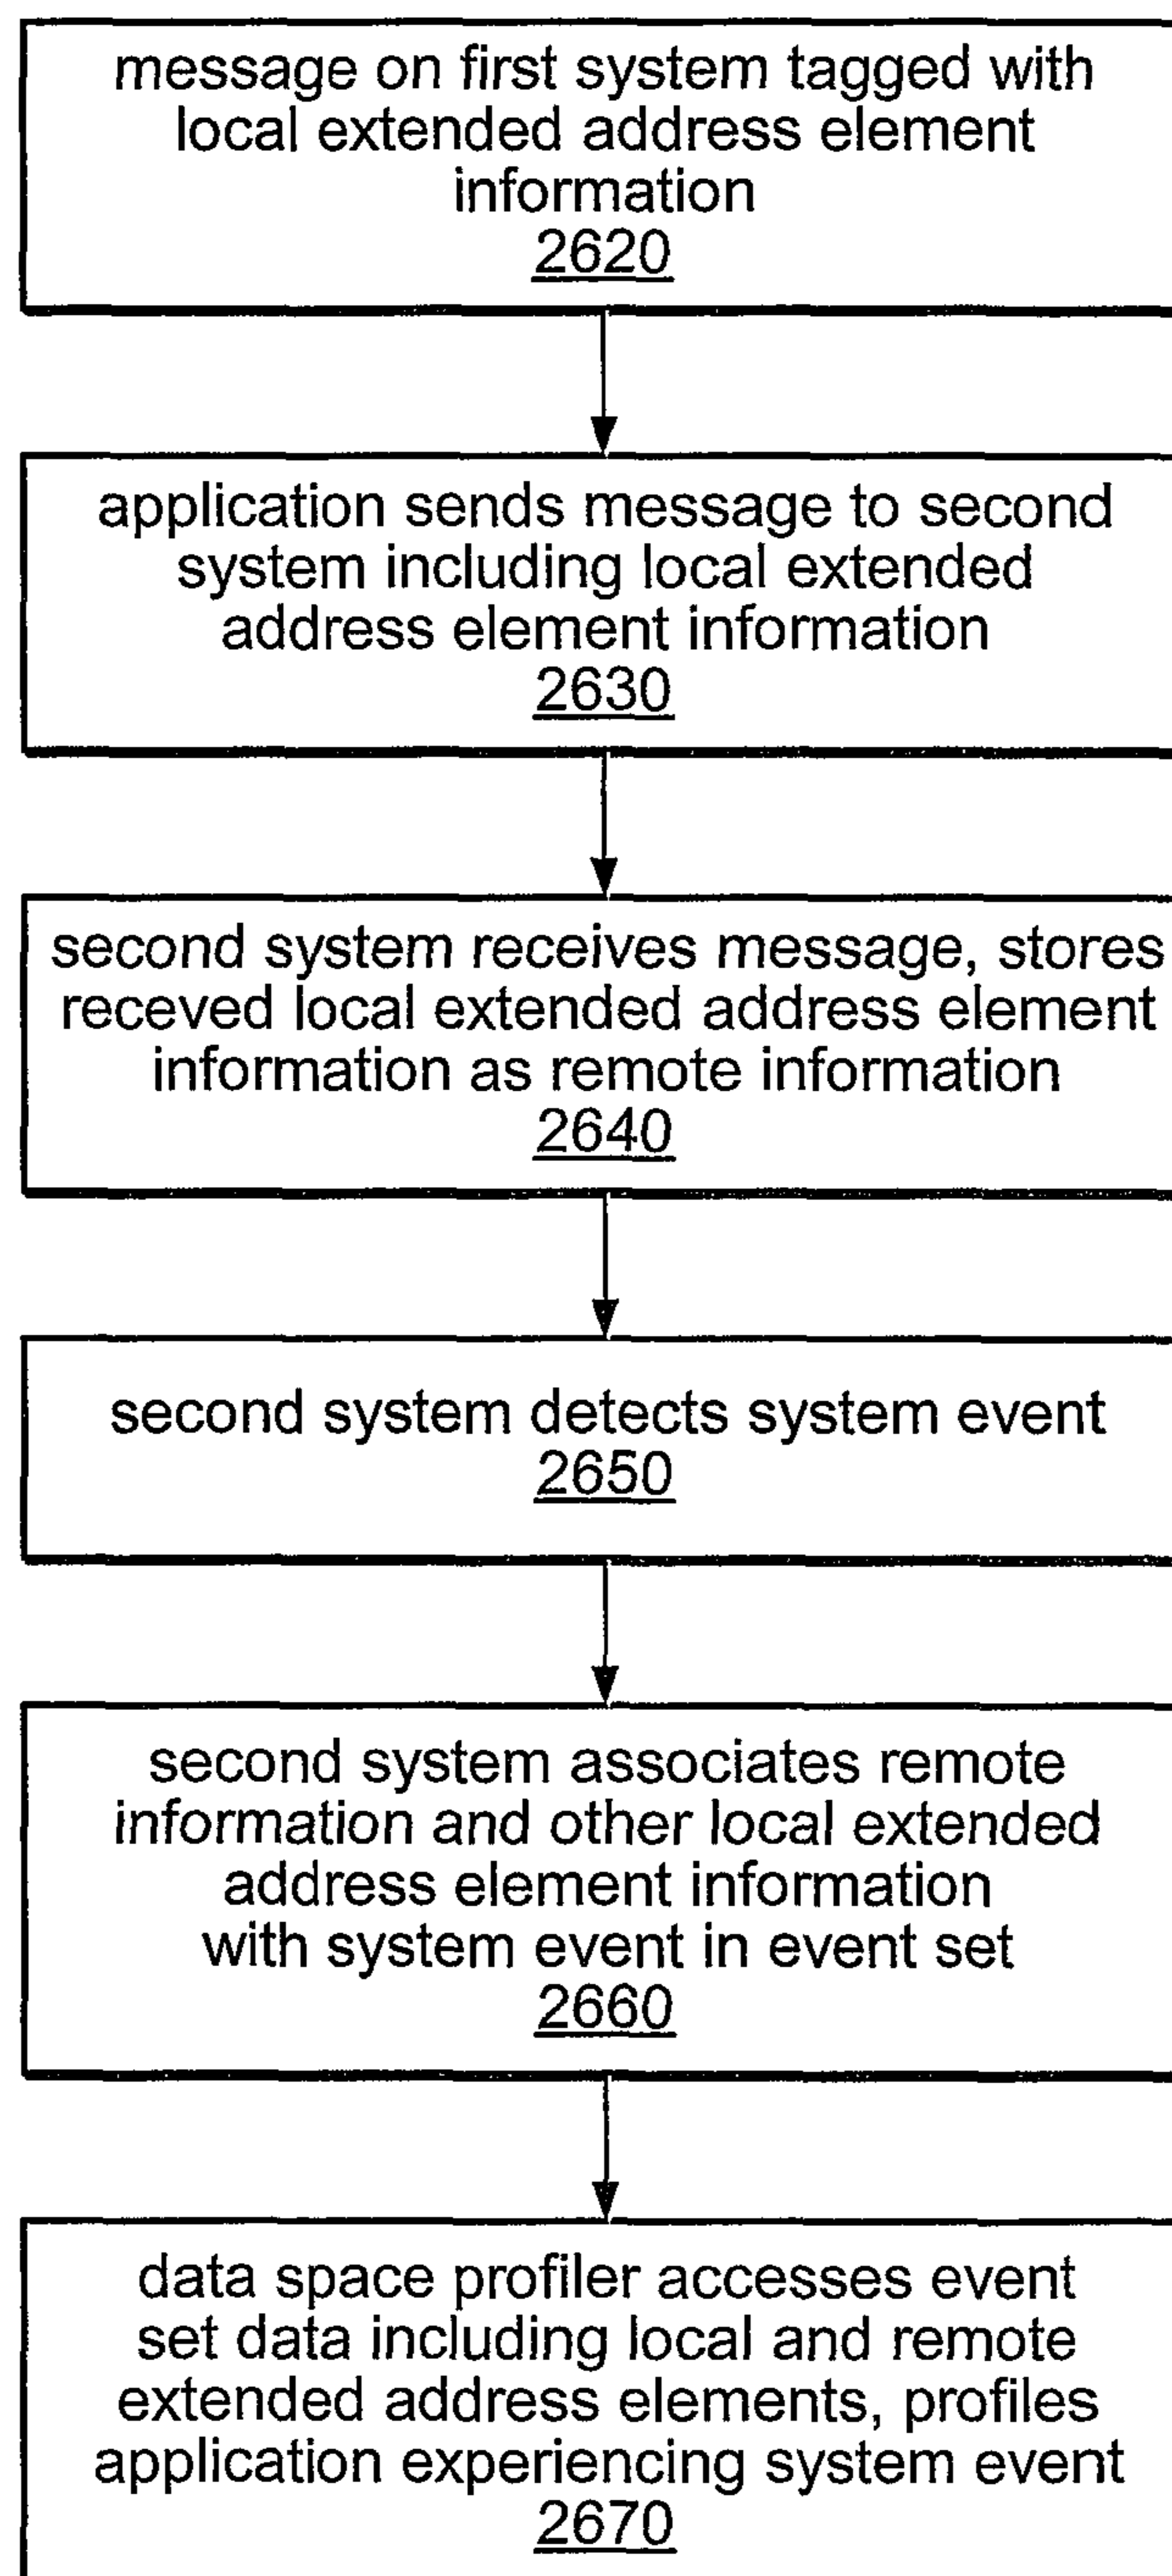 message on first system tagged with
local extended address element
information
2620
application sends message to second
system including local extended
address element information
2630
second system receives message, stores
receved local extended address element
information as remote information
2640
second system detects system event
2650
second system associates remote
information and other local extended
address element information
with system event in event set
2660
data space profiler accesses event
set data including local and remote
extended address elements, profiles
application experiencing system event
2670